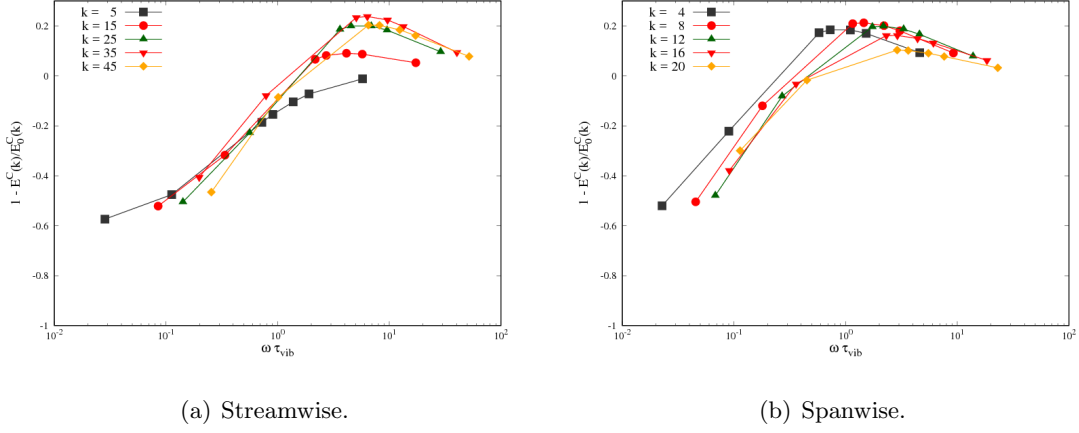 k = 5
k = 15
k = 25
k = 35
k = 45
0.2
0
-0.2
-0.4
-0.6
-0.8
-1
1 - E^C(k)/E_0^C(k)
10^-2
10^-1
10^0
10^1
10^2
ω τ_vib
(a) Streamwise.
k = 4
k = 8
k = 12
k = 16
k = 20
0.2
0
-0.2
-0.4
-0.6
-0.8
-1
1 - E^C(k)/E_0^C(k)
10^-2
10^-1
10^0
10^1
10^2
ω τ_vib
(b) Spanwise.